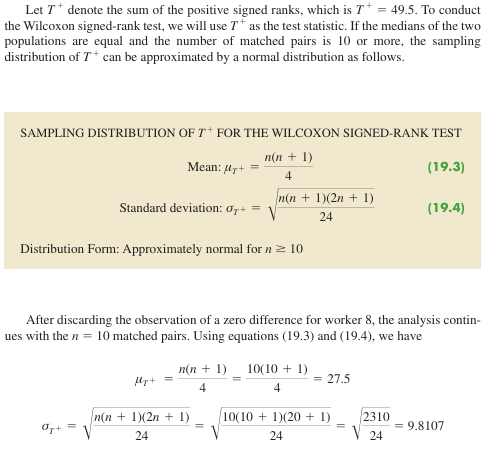 Let T⁺ denote the sum of the positive signed ranks, which is T⁺ = 49.5. To conduct
the Wilcoxon signed-rank test, we will use T⁺ as the test statistic. If the medians of the two
populations are equal and the number of matched pairs is 10 or more, the sampling
distribution of T⁺ can be approximated by a normal distribution as follows.
SAMPLING DISTRIBUTION OF T⁺ FOR THE WILCOXON SIGNED-RANK TEST
Mean: μ_T⁺ = n(n + 1)/4 (19.3)
Standard deviation: σ_T⁺ = √(n(n + 1)(2n + 1)/24) (19.4)
Distribution Form: Approximately normal for n ≥ 10
After discarding the observation of a zero difference for worker 8, the analysis contin-
ues with the n = 10 matched pairs. Using equations (19.3) and (19.4), we have
μ_T⁺ = n(n + 1)/4 = 10(10 + 1)/4 = 27.5
σ_T⁺ = √(n(n + 1)(2n + 1)/24) = √(10(10 + 1)(20 + 1)/24) = √(2310/24) = 9.8107